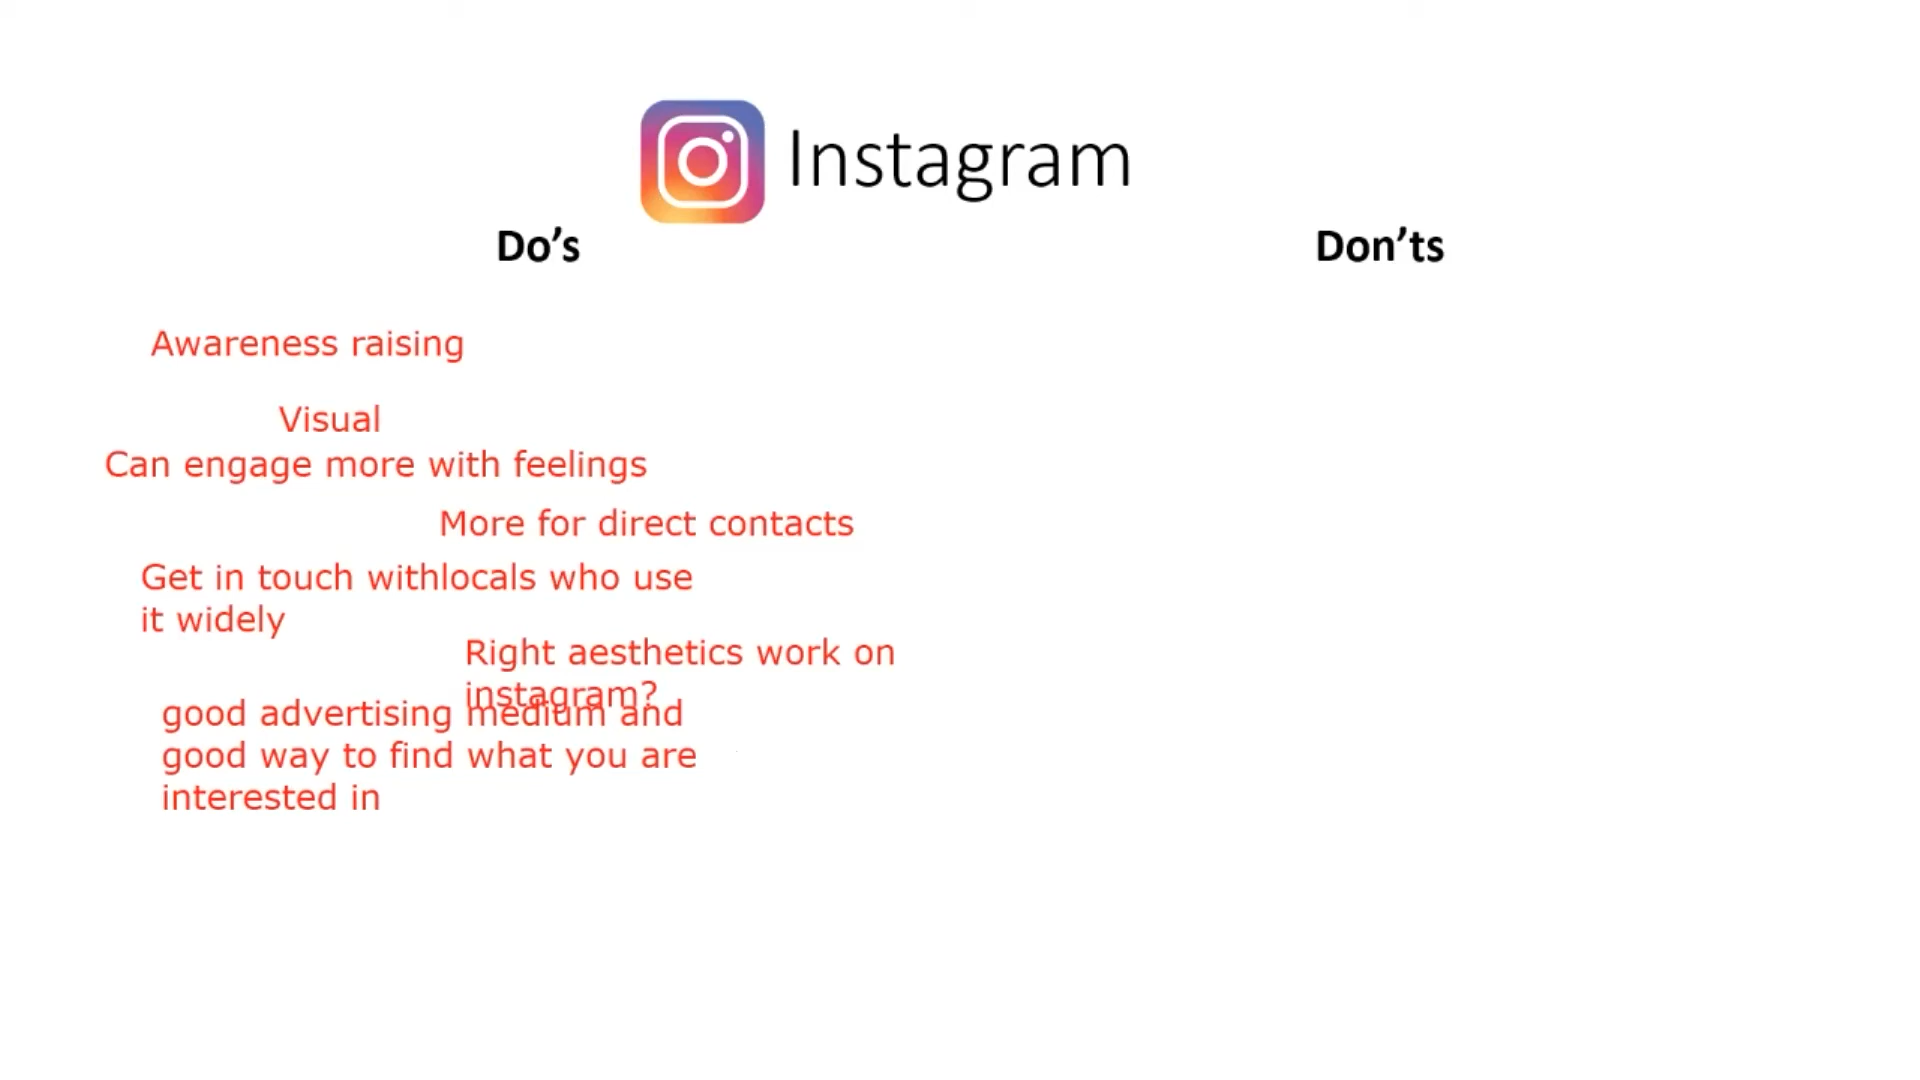 Instagram
Do’s
Don’ts
Awareness raising
Visual
Can engage more with feelings
More for direct contacts
Get in touch withlocals who use
it widely
Right aesthetics work on
instagram?
good advertising medium and
good way to find what you are
interested in